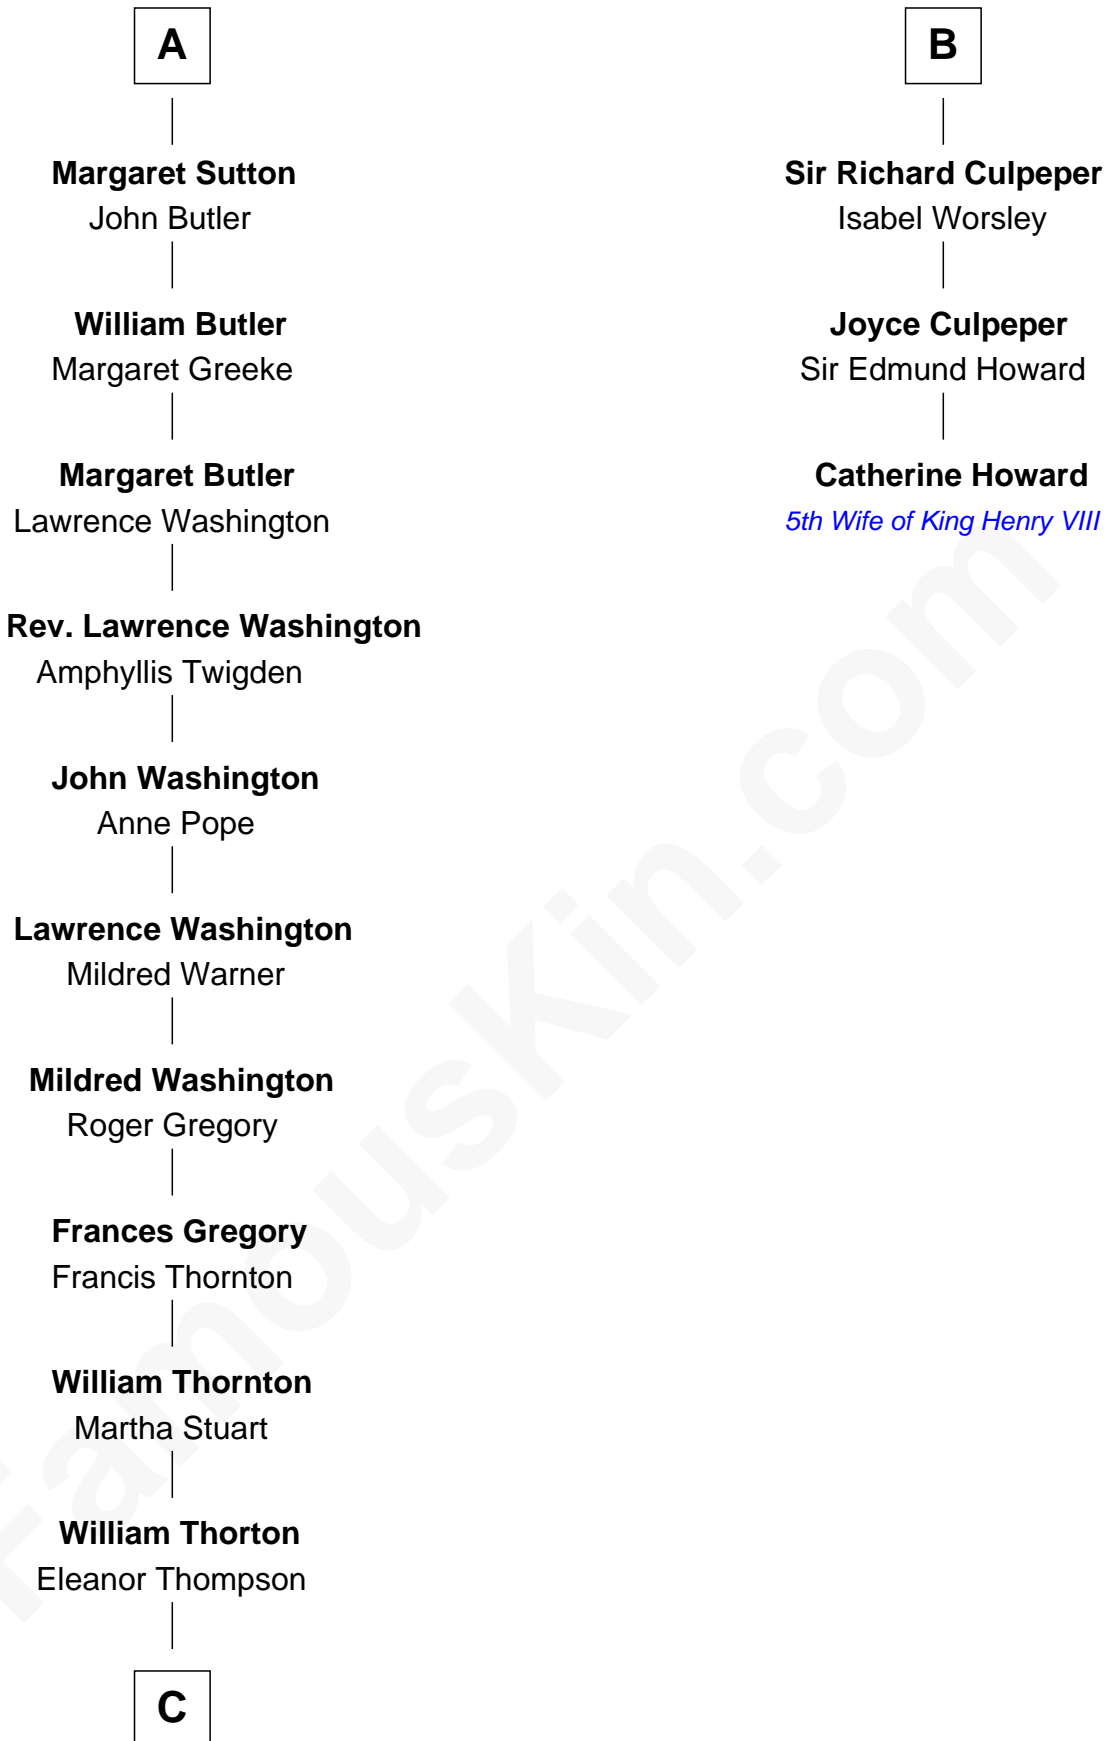 A
Margaret Sutton
John Butler
William Butler
Margaret Greeke
Margaret Butler
Lawrence Washington
Rev. Lawrence Washington
Amphyllis Twigden
John Washington
Anne Pope
Lawrence Washington
Mildred Warner
Mildred Washington
Roger Gregory
Frances Gregory
Francis Thornton
William Thornton
Martha Stuart
William Thorton
Eleanor Thompson
C
B
Sir Richard Culpeper
Isabel Worsley
Joyce Culpeper
Sir Edmund Howard
Catherine Howard
5th Wife of King Henry VIII
FamousKin.com